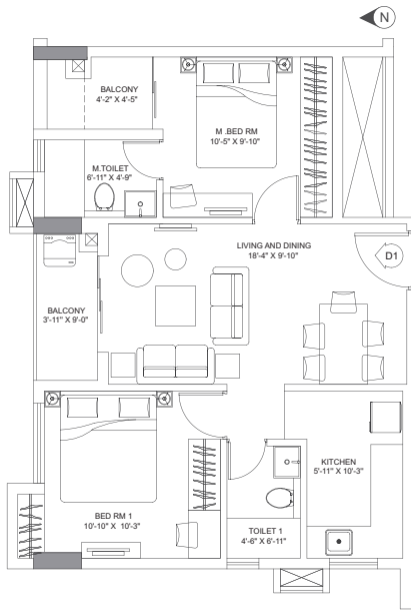 N
BALCONY
4'-2" X 4'-5"
M .BED RM
10'-5" X 9'-10"
M.TOILET
6'-11" X 4'-9"
LIVING AND DINING
18'-4" X 9'-10"
D1
BALCONY
3'-11" X 9'-0"
KITCHEN
5'-11" X 10'-3"
BED RM 1
10'-10" X 10'-3"
TOILET 1
4'-6" X 6'-11"